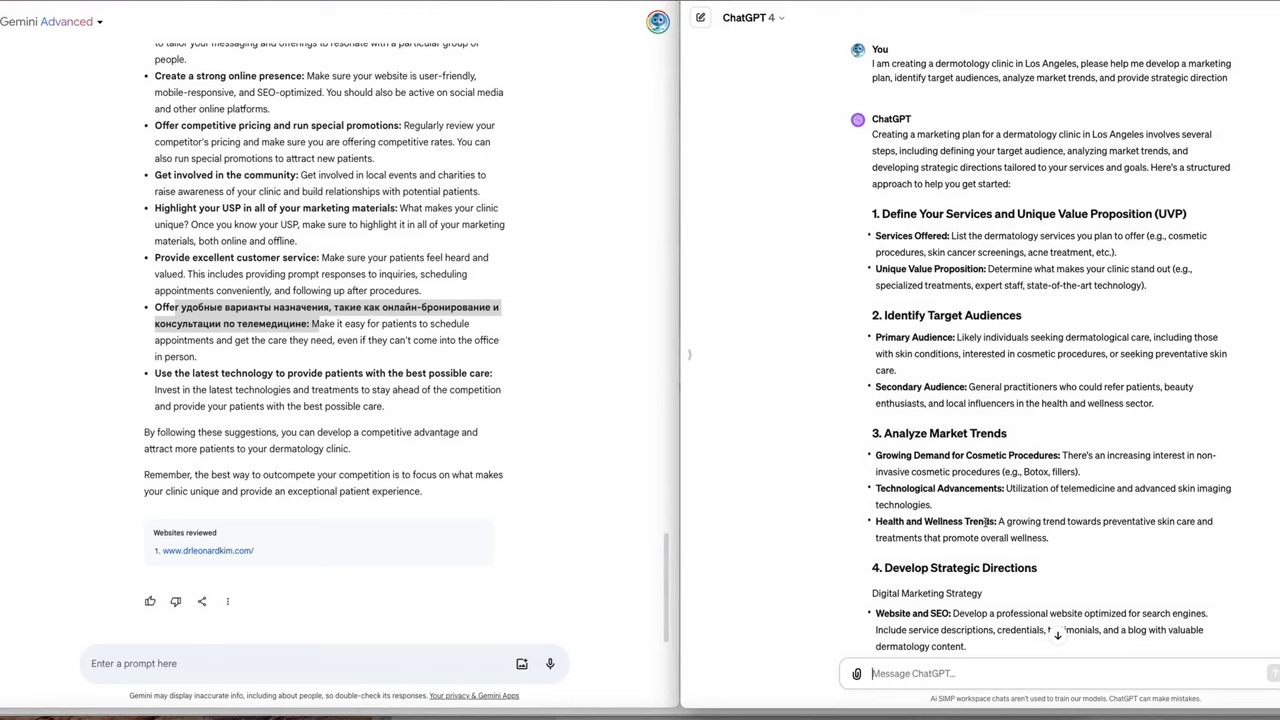 Gemini Advanced
to tailor your messaging and offerings to resonate with a particular group of
people.
• Create a strong online presence: Make sure your website is user-friendly,
mobile-responsive, and SEO-optimized. You should also be active on social media
and other online platforms.
• Offer competitive pricing and run special promotions: Regularly review your
competitor's pricing and make sure you are offering competitive rates. You can
also run special promotions to attract new patients.
• Get involved in the community: Get involved in local events and charities to
raise awareness of your clinic and build relationships with potential patients.
• Highlight your USP in all of your marketing materials: What makes your clinic
unique? Once you know your USP, make sure to highlight it in all of your marketing
materials, both online and offline.
• Provide excellent customer service: Make sure your patients feel heard and
valued. This includes providing prompt responses to inquiries, scheduling
appointments conveniently, and following up after procedures.
• Offer удобные варианты назначения, такие как онлайн-бронирование и
консультации по телемедицине: Make it easy for patients to schedule
appointments and get the care they need, even if they can't come into the office
in person.
• Use the latest technology to provide patients with the best possible care:
Invest in the latest technologies and treatments to stay ahead of the competition
and provide your patients with the best possible care.
By following these suggestions, you can develop a competitive advantage and
attract more patients to your dermatology clinic.
Remember, the best way to outcompete your competition is to focus on what makes
your clinic unique and provide an exceptional patient experience.
Websites reviewed
1. www.drleonardkim.com/
Enter a prompt here
Gemini may display inaccurate info, including about people, so double-check its responses. Your privacy & Gemini Apps
ChatGPT 4
You
I am creating a dermotology clinic in Los Angeles, please help me develop a marketing
plan, identify target audiences, analyze market trends, and provide strategic direction
ChatGPT
Creating a marketing plan for a dermatology clinic in Los Angeles involves several
steps, including defining your target audience, analyzing market trends, and
developing strategic directions tailored to your services and goals. Here's a structured
approach to help you get started:
1. Define Your Services and Unique Value Proposition (UVP)
• Services Offered: List the dermatology services you plan to offer (e.g., cosmetic
procedures, skin cancer screenings, acne treatment, etc.).
• Unique Value Proposition: Determine what makes your clinic stand out (e.g.,
specialized treatments, expert staff, state-of-the-art technology).
2. Identify Target Audiences
• Primary Audience: Likely individuals seeking dermatological care, including those
with skin conditions, interested in cosmetic procedures, or seeking preventative skin
care.
• Secondary Audience: General practitioners who could refer patients, beauty
enthusiasts, and local influencers in the health and wellness sector.
3. Analyze Market Trends
• Growing Demand for Cosmetic Procedures: There's an increasing interest in non-
invasive cosmetic procedures (e.g., Botox, fillers).
• Technological Advancements: Utilization of telemedicine and advanced skin imaging
technologies.
• Health and Wellness Trends: A growing trend towards preventative skin care and
treatments that promote overall wellness.
4. Develop Strategic Directions
Digital Marketing Strategy
• Website and SEO: Develop a professional website optimized for search engines.
Include service descriptions, credentials, testimonials, and a blog with valuable
dermatology content.
Message ChatGPT...
AI SIMP workspace chats aren't used to train our models. ChatGPT can make mistakes.